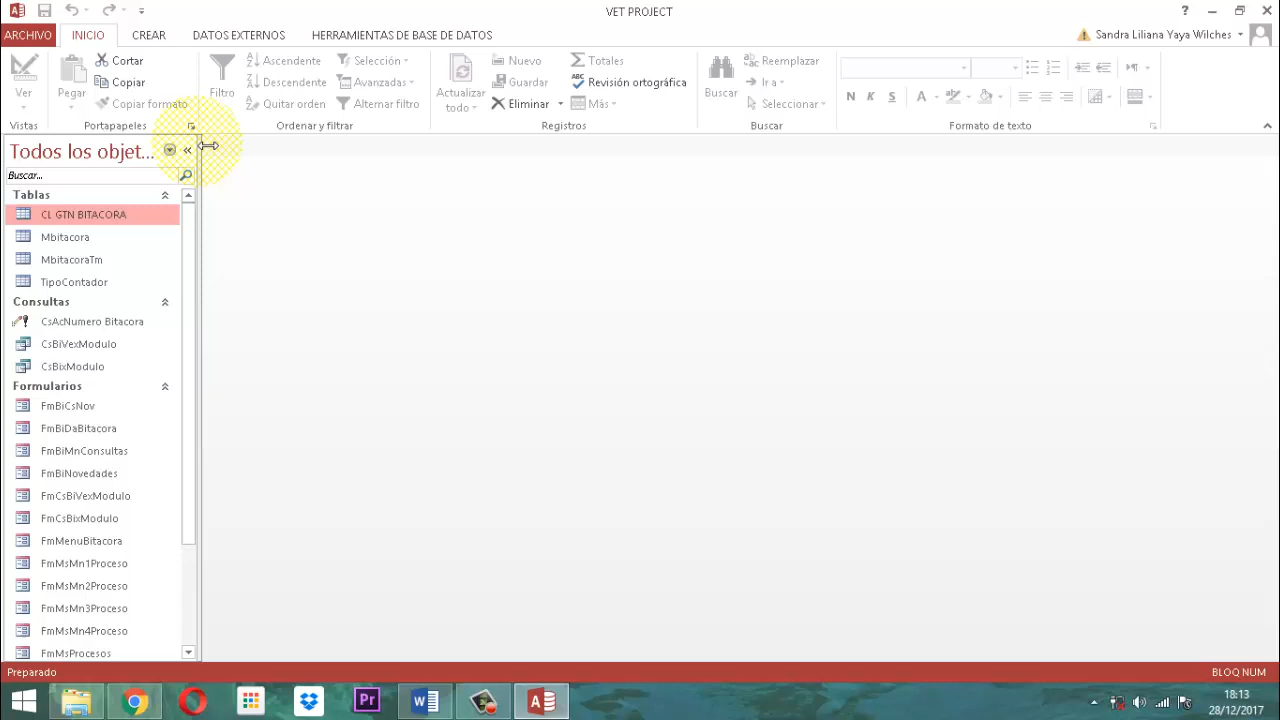 VET PROJECT
?
ARCHIVO INICIO CREAR DATOS EXTERNOS HERRAMIENTAS DE BASE DE DATOS Sandra Liliana Yaya Wilches
Ver
Vistas
Pegar
Cortar
Copiar
Copiar formato
Portapapeles
Filtro
Ascendente
Descendente
Quitar orden
Selección
Avanzadas
Alternar filtro
Ordenar y filtrar
Actualizar
todo
Nuevo
Guardar
Eliminar
Totales
Revisión ortográfica
Más
Registros
Buscar
Reemplazar
Ira
Seleccionar
Buscar
N K S A
Formato de texto
Todos los objet...
Buscar...
Tablas
CL GTN BITACORA
Mbitacora
MbitacoraTm
TipoContador
Consultas
CsAcNumero Bitacora
CsBiVexModulo
CsBixModulo
Formularios
FmBiCsNov
FmBiDaBitacora
FmBiMnConsultas
FmBiNovedades
FmCsBiVexModulo
FmCsBixModulo
FmMenuBitacora
FmMsMn1Proceso
FmMsMn2Proceso
FmMsMn3Proceso
FmMsMn4Proceso
FmMsProcesos
Preparado
BLOQ NUM
Pr
18:13
28/12/2017